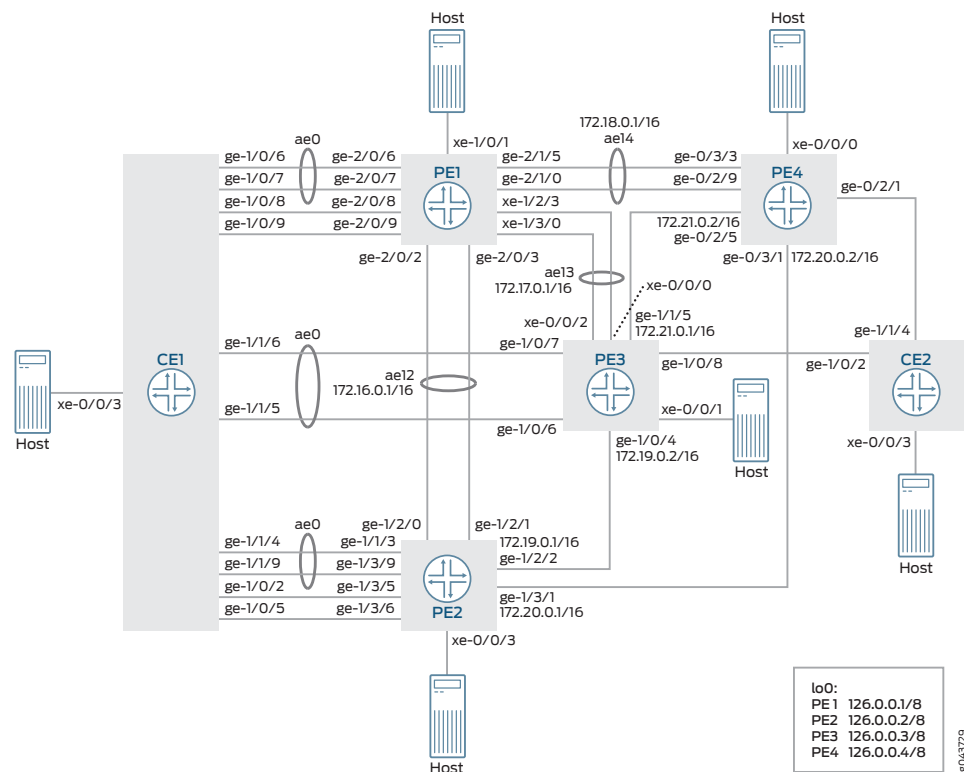 Host
Host
172.18.0.1/16
ae14
ae0
xe-1/0/1
xe-0/0/0
ge-1/0/6
ge-2/0/6
ge-2/1/5
ge-0/3/3
PE1
PE4
ge-1/0/7
ge-2/0/7
ge-2/1/0
ge-0/2/9
ge-0/2/1
ge-1/0/8
ge-2/0/8
xe-1/2/3
ge-1/0/9
ge-2/0/9
xe-1/3/0
172.21.0.2/16
ge-0/2/5
ge-2/0/2
ge-2/0/3
ge-0/3/1
172.20.0.2/16
ae13
172.17.0.1/16
xe-0/0/0
xe-0/0/2
ge-1/1/5
172.21.0.1/16
ae0
ge-1/1/6
ge-1/0/7
ge-1/1/4
CE1
PE3
ge-1/0/8
ge-1/0/2
CE2
ae12
172.16.0.1/16
xe-0/0/3
Host
ge-1/1/5
ge-1/0/6
xe-0/0/1
Host
ge-1/0/4
172.19.0.2/16
xe-0/0/3
Host
ae0
ge-1/2/0
ge-1/2/1
ge-1/1/4
ge-1/1/3
172.19.0.1/16
ge-1/1/9
ge-1/3/9
ge-1/2/2
ge-1/0/2
ge-1/3/5
ge-1/3/1
PE2
172.20.0.1/16
ge-1/0/5
ge-1/3/6
xe-0/0/3
Host
lo0:
PE 1 126.0.0.1/8
PE2 126.0.0.2/8
PE3 126.0.0.3/8
PE4 126.0.0.4/8
g043729